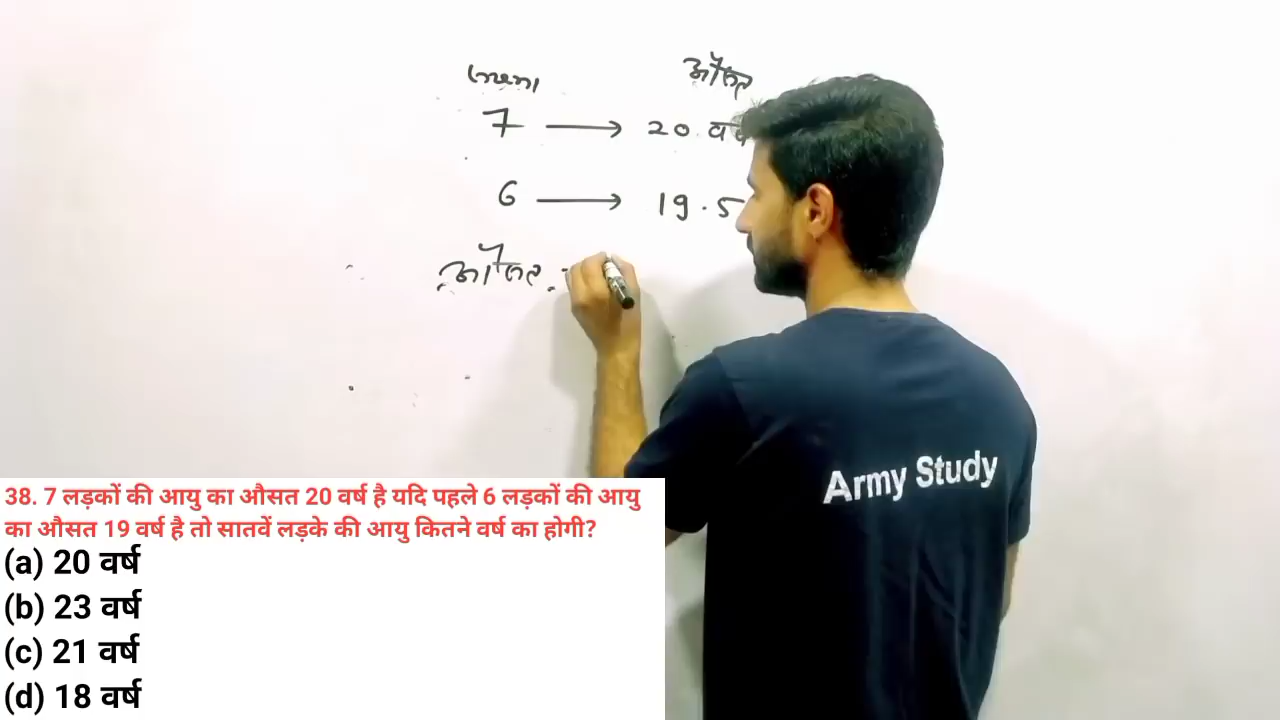 संख्या औसत
7 → 20 वर्ष
6 → 19.5
औसत =
Army Study
38. 7 लड़कों की आयु का औसत 20 वर्ष है यदि पहले 6 लड़कों की आयु
का औसत 19 वर्ष है तो सातवें लड़के की आयु कितने वर्ष का होगी?
(a) 20 वर्ष
(b) 23 वर्ष
(c) 21 वर्ष
(d) 18 वर्ष